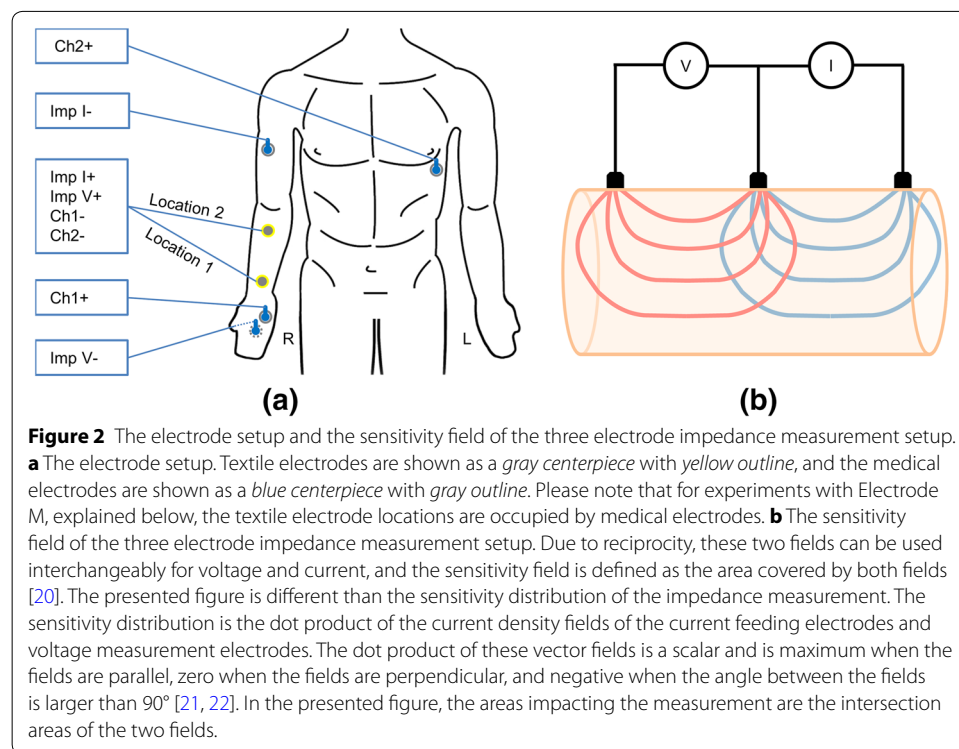 Ch2+
Imp I-
Imp I+
Imp V+
Ch1-
Ch2-
Location 2
Location 1
Ch1+
Imp V-
R
L
(a)
V
I
(b)
Figure 2 The electrode setup and the sensitivity field of the three electrode impedance measurement setup.
a The electrode setup. Textile electrodes are shown as a gray centerpiece with yellow outline, and the medical
electrodes are shown as a blue centerpiece with gray outline. Please note that for experiments with Electrode
M, explained below, the textile electrode locations are occupied by medical electrodes. b The sensitivity
field of the three electrode impedance measurement setup. Due to reciprocity, these two fields can be used
interchangeably for voltage and current, and the sensitivity field is defined as the area covered by both fields
[20]. The presented figure is different than the sensitivity distribution of the impedance measurement. The
sensitivity distribution is the dot product of the current density fields of the current feeding electrodes and
voltage measurement electrodes. The dot product of these vector fields is a scalar and is maximum when the
fields are parallel, zero when the fields are perpendicular, and negative when the angle between the fields
is larger than 90° [21, 22]. In the presented figure, the areas impacting the measurement are the intersection
areas of the two fields.